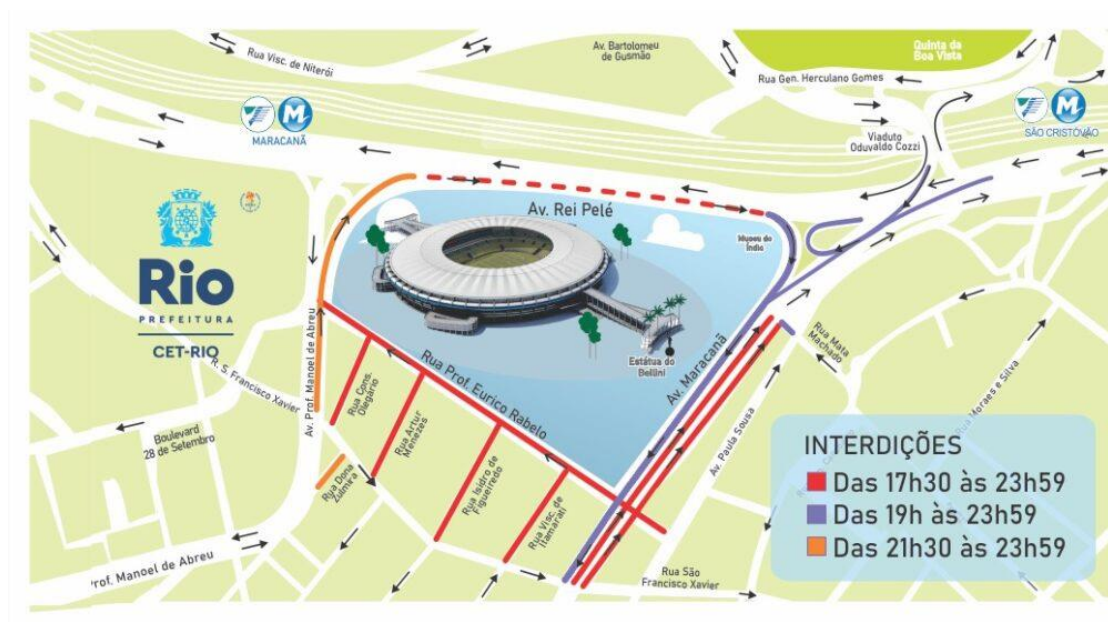 Rua Visc. de Niterói
Av. Bartolomeu
de Gusmão
Quinta da
Boa Vista
Rua Gen. Herculano Gomes
M
MARACANÃ
M
SÃO CRISTÓVÃO
Viaduto
Oduvaldo Cozzi
Av. Rei Pelé
Museu do
Índio
Rio
PREFEITURA
CET-RIO
R. S. Francisco Xavier
Av. Prof. Manoel de Abreu
Rua Prof. Eurico Rabelo
Estátua do
Bellini
Av. Maracanã
Rua Mata
Machado
Rua Cons.
Olegário
Rua Artur
Menezes
Av. Paula Sousa
Rua Moraes e Silva
Boulevard
28 de Setembro
Rua Dona
Zulmira
Rua Isidro de
Figueiredo
Rua Visc. de
Itamarati
Prof. Manoel de Abreu
Rua São
Francisco Xavier
INTERDIÇÕES
Das 17h30 às 23h59
Das 19h às 23h59
Das 21h30 às 23h59